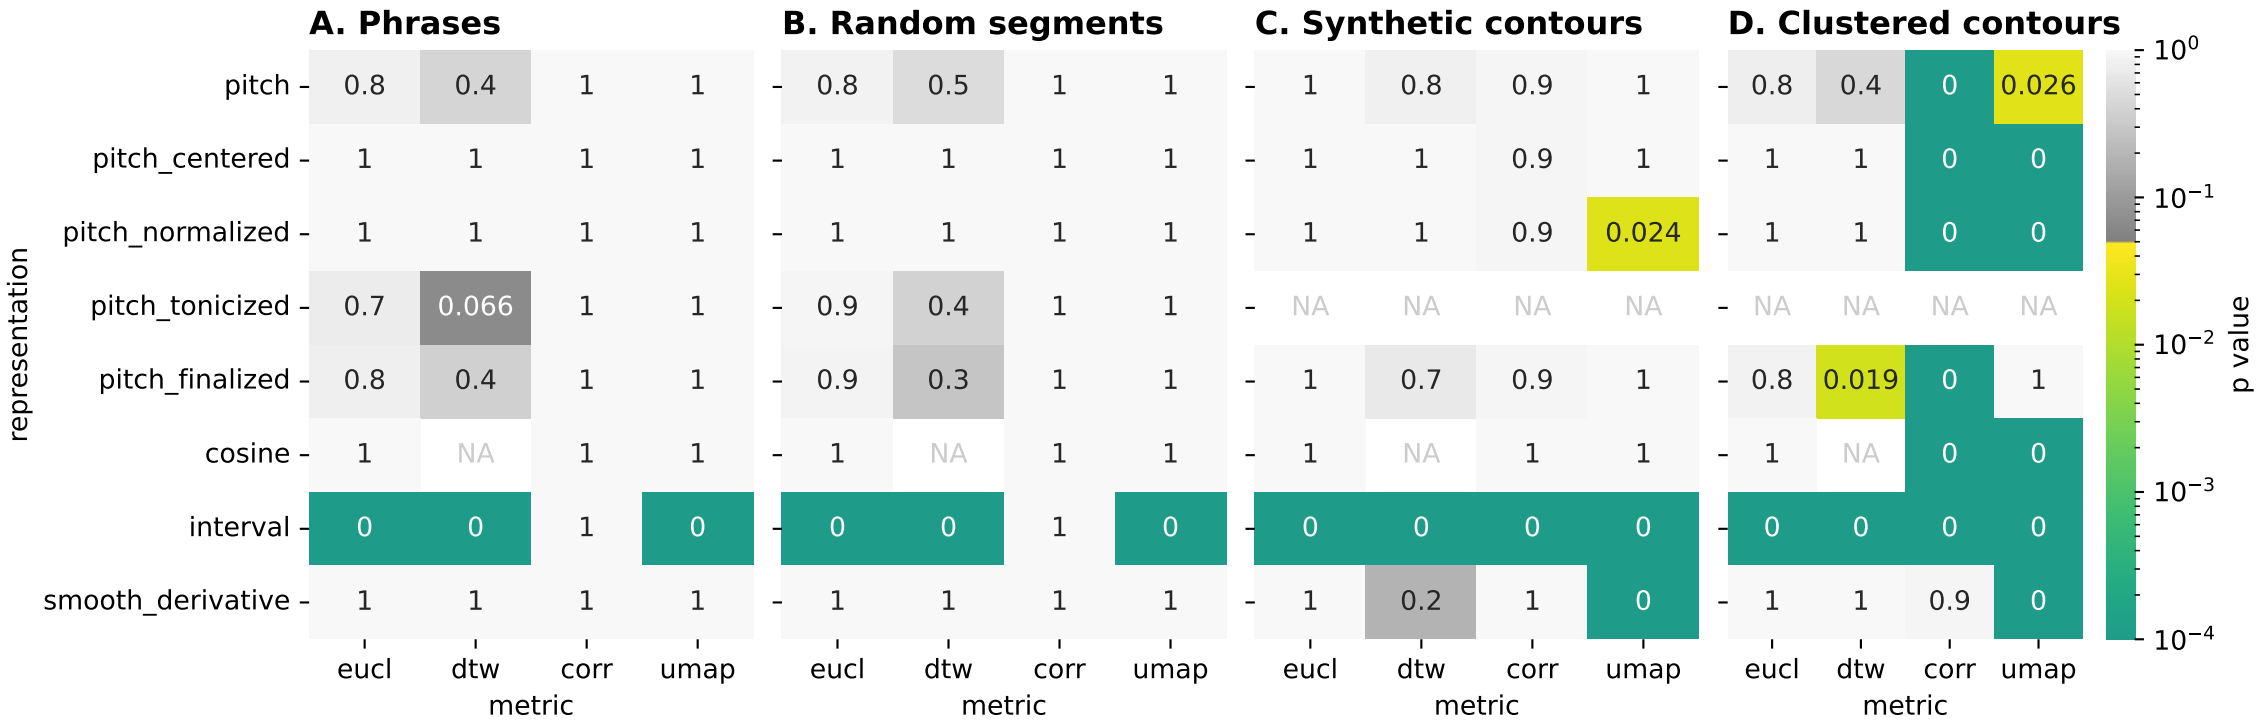 A. Phrases B. Random segments C. Synthetic contours D. Clustered contours
pitch 0.8 0.4 1 1 0.8 0.5 1 1 1 0.8 0.9 1 0.8 0.4 0 0.026
pitch_centered 1 1 1 1 1 1 1 1 1 1 0.9 1 1 1 0 0
pitch_normalized 1 1 1 1 1 1 1 1 1 1 0.9 0.024 1 1 0 0
pitch_tonicized 0.7 0.066 1 1 0.9 0.4 1 1 NA NA NA NA NA NA NA NA
pitch_finalized 0.8 0.4 1 1 0.9 0.3 1 1 1 0.7 0.9 1 0.8 0.019 0 1
cosine 1 NA 1 1 1 NA 1 1 1 NA 1 1 1 NA 0 0
interval 0 0 1 0 0 0 1 0 0 0 0 0 0 0 0 0
smooth_derivative 1 1 1 1 1 1 1 1 1 0.2 1 0 1 1 0.9 0
eucl dtw corr umap eucl dtw corr umap eucl dtw corr umap eucl dtw corr umap
metric metric metric metric
representation
10⁰
10⁻¹
10⁻²
10⁻³
10⁻⁴
p value